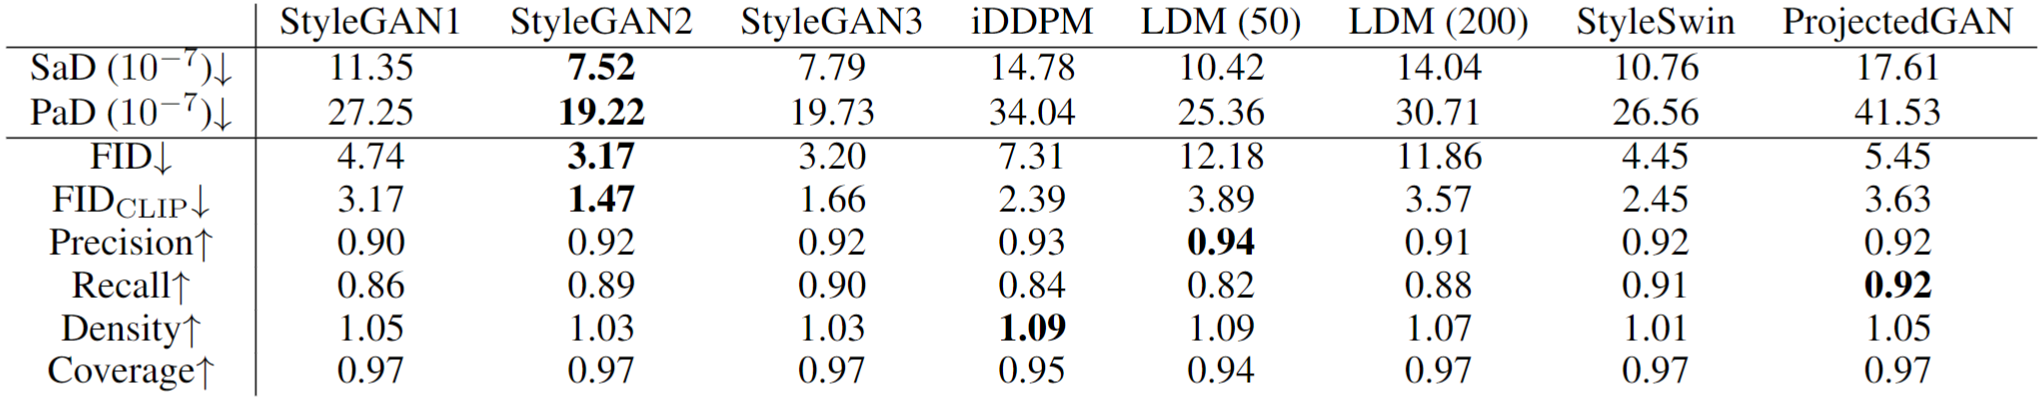 StyleGAN1 StyleGAN2 StyleGAN3 iDDPM LDM (50) LDM (200) StyleSwin ProjectedGAN
SaD (10⁻⁷)↓ 11.35 7.52 7.79 14.78 10.42 14.04 10.76 17.61
PaD (10⁻⁷)↓ 27.25 19.22 19.73 34.04 25.36 30.71 26.56 41.53
FID↓ 4.74 3.17 3.20 7.31 12.18 11.86 4.45 5.45
FID_CLIP↓ 3.17 1.47 1.66 2.39 3.89 3.57 2.45 3.63
Precision↑ 0.90 0.92 0.92 0.93 0.94 0.91 0.92 0.92
Recall↑ 0.86 0.89 0.90 0.84 0.82 0.88 0.91 0.92
Density↑ 1.05 1.03 1.03 1.09 1.09 1.07 1.01 1.05
Coverage↑ 0.97 0.97 0.97 0.95 0.94 0.97 0.97 0.97